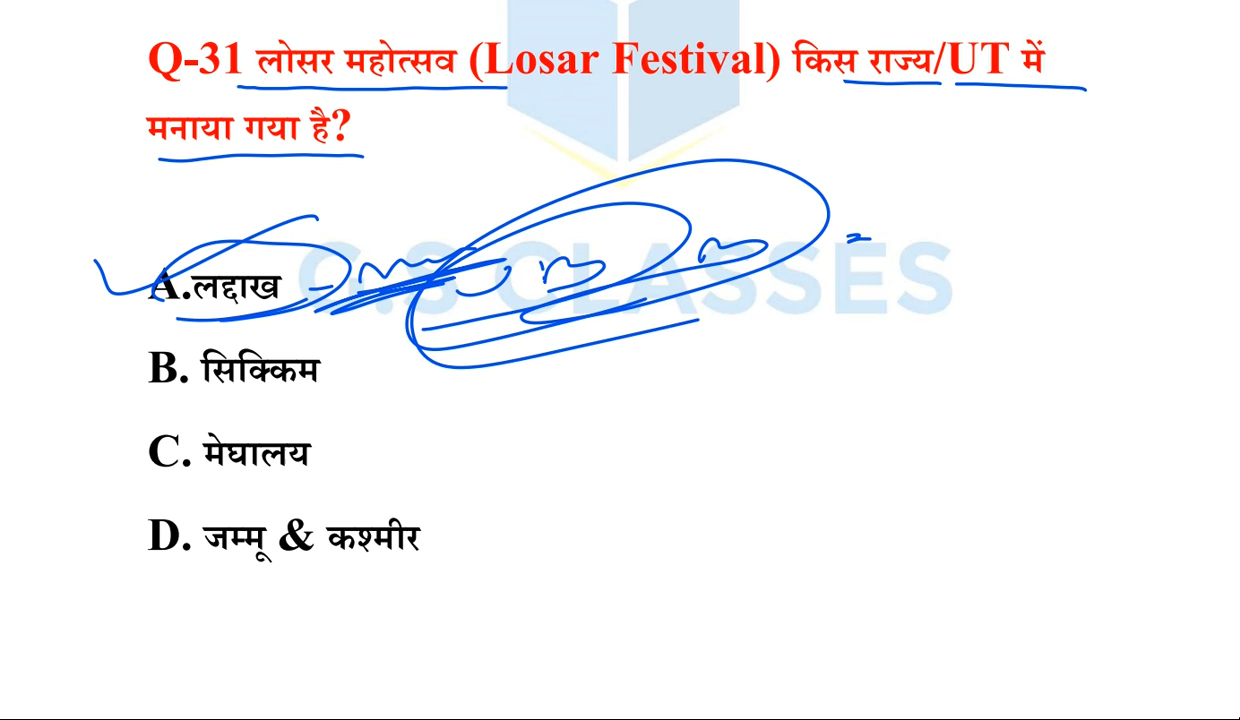 Q-31 लोसर महोत्सव (Losar Festival) किस राज्य/UT में
मनाया गया है?
A.लद्दाख
B. सिक्किम
C. मेघालय
D. जम्मू & कश्मीर